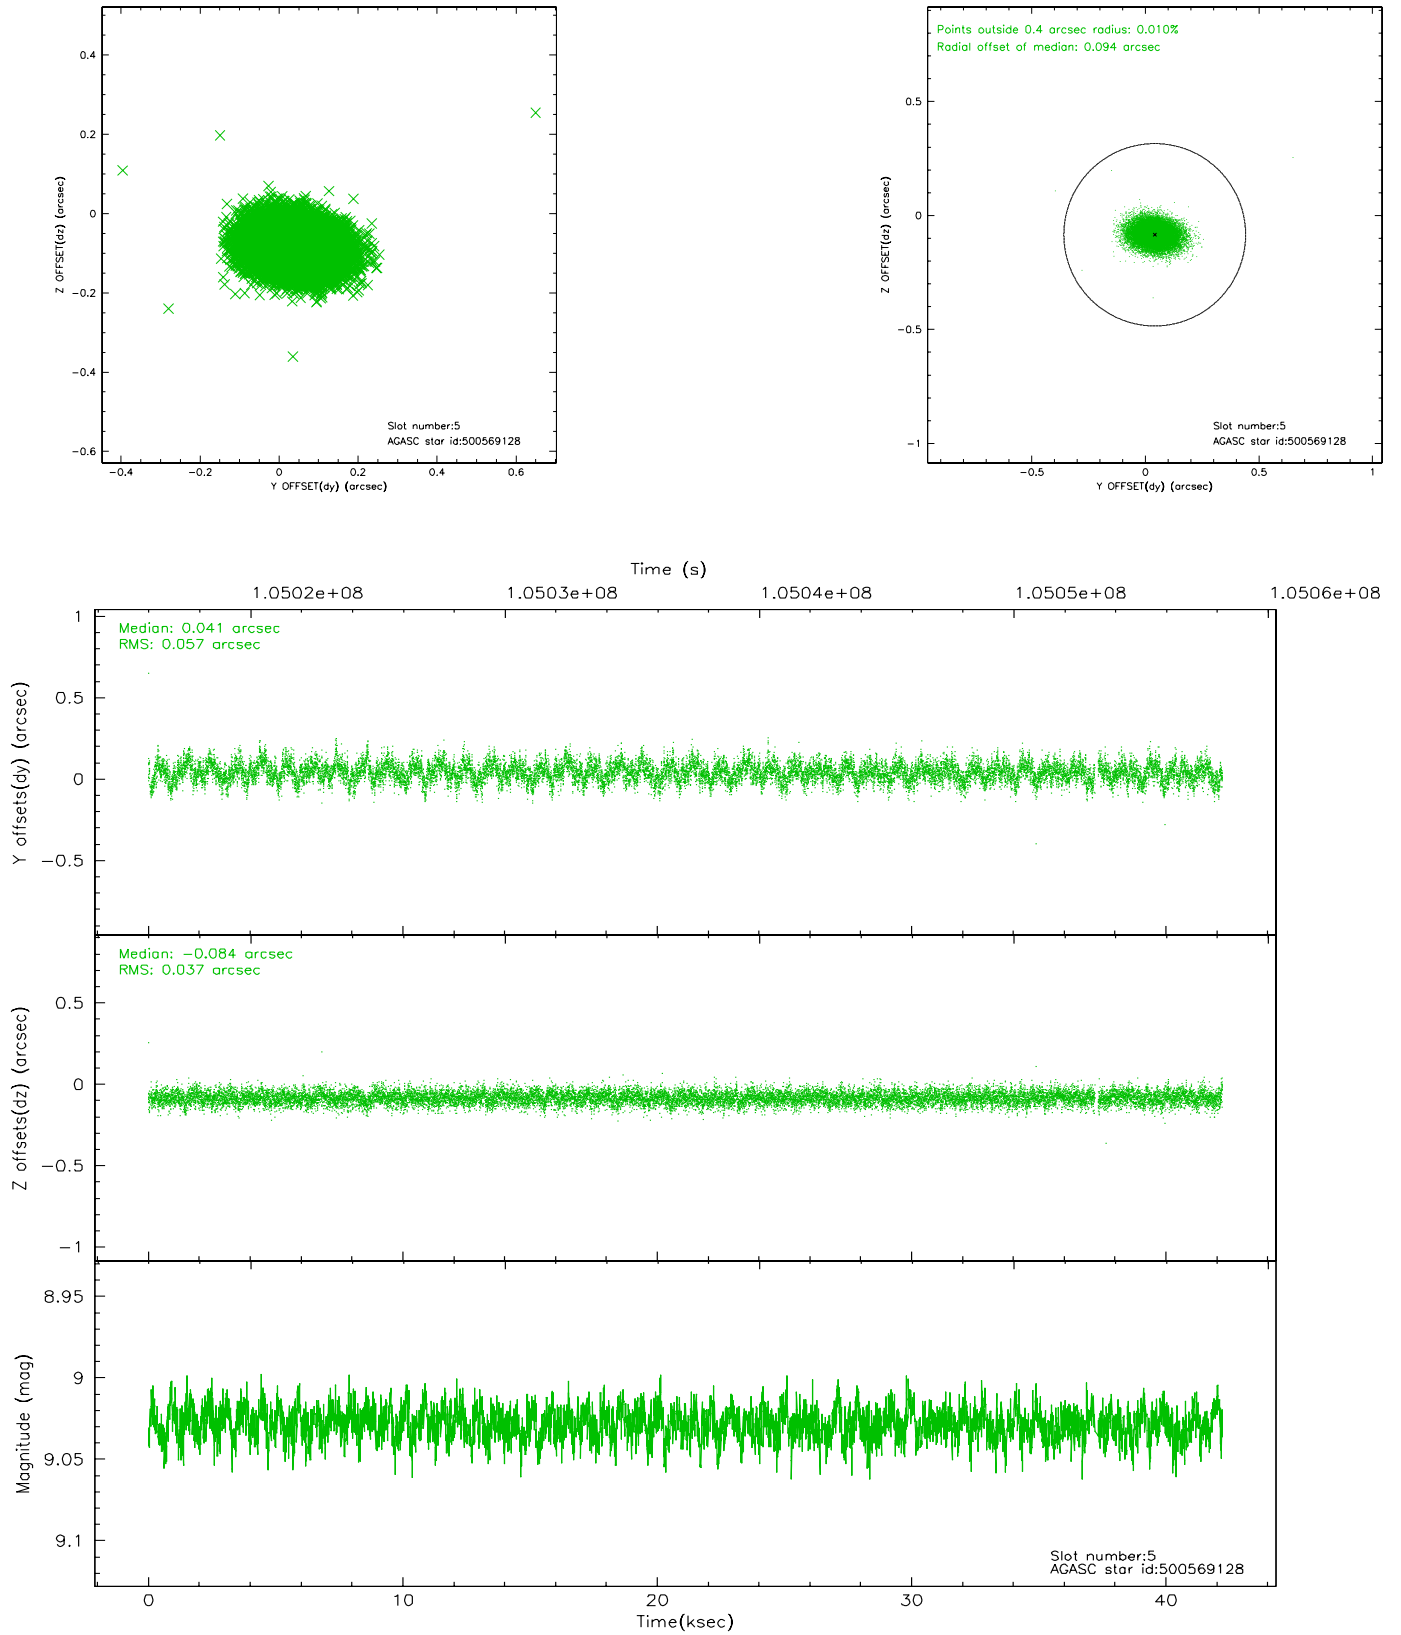 0.4
0.2
0
−0.2
−0.4
−0.6
Z OFFSET(dz) (arcsec)
Slot number:5
AGASC star id:500569128
−0.4 −0.2 0 0.2 0.4 0.6
Y OFFSET(dy) (arcsec)
Points outside 0.4 arcsec radius: 0.010%
Radial offset of median: 0.094 arcsec
0.5
0
−0.5
−1
Z OFFSET(dz) (arcsec)
Slot number:5
AGASC star id:500569128
−0.5 0 0.5 1
Y OFFSET(dy) (arcsec)
Time (s)
1.0502e+08 1.0503e+08 1.0504e+08 1.0505e+08 1.0506e+08
Median: 0.041 arcsec
RMS: 0.057 arcsec
1
0.5
0
−0.5
Y offsets(dy) (arcsec)
Median: −0.084 arcsec
RMS: 0.037 arcsec
0.5
0
−0.5
−1
Z offsets(dz) (arcsec)
8.95
9
9.05
9.1
Magnitude (mag)
Slot number:5
AGASC star id:500569128
0 10 20 30 40
Time(ksec)